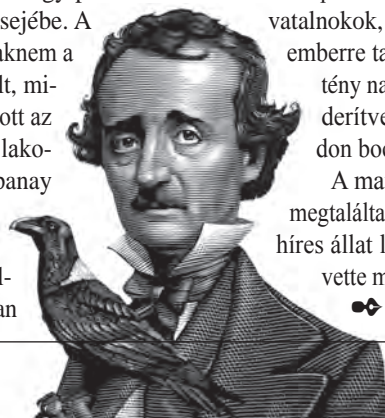 sejébe. A
aknem a
lt, mi-
ott az
lako-
panay
l-
an
vatalnokok,
emberre ta
tény na
derítve
don boc
A ma
megtalálta
híres állat l
vette m